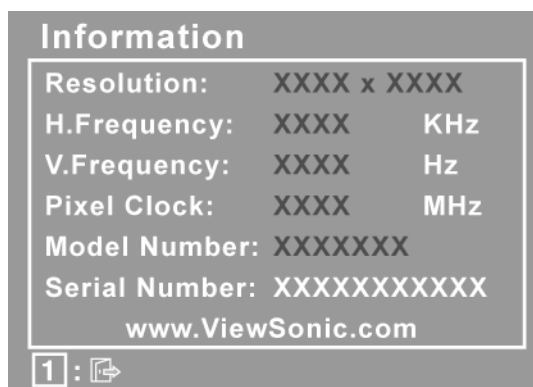 Information
Resolution: XXXX x XXXX
H.Frequency: XXXX KHz
V.Frequency: XXXX Hz
Pixel Clock: XXXX MHz
Model Number: XXXXXXX
Serial Number: XXXXXXXXXXX
www.ViewSonic.com
1 :